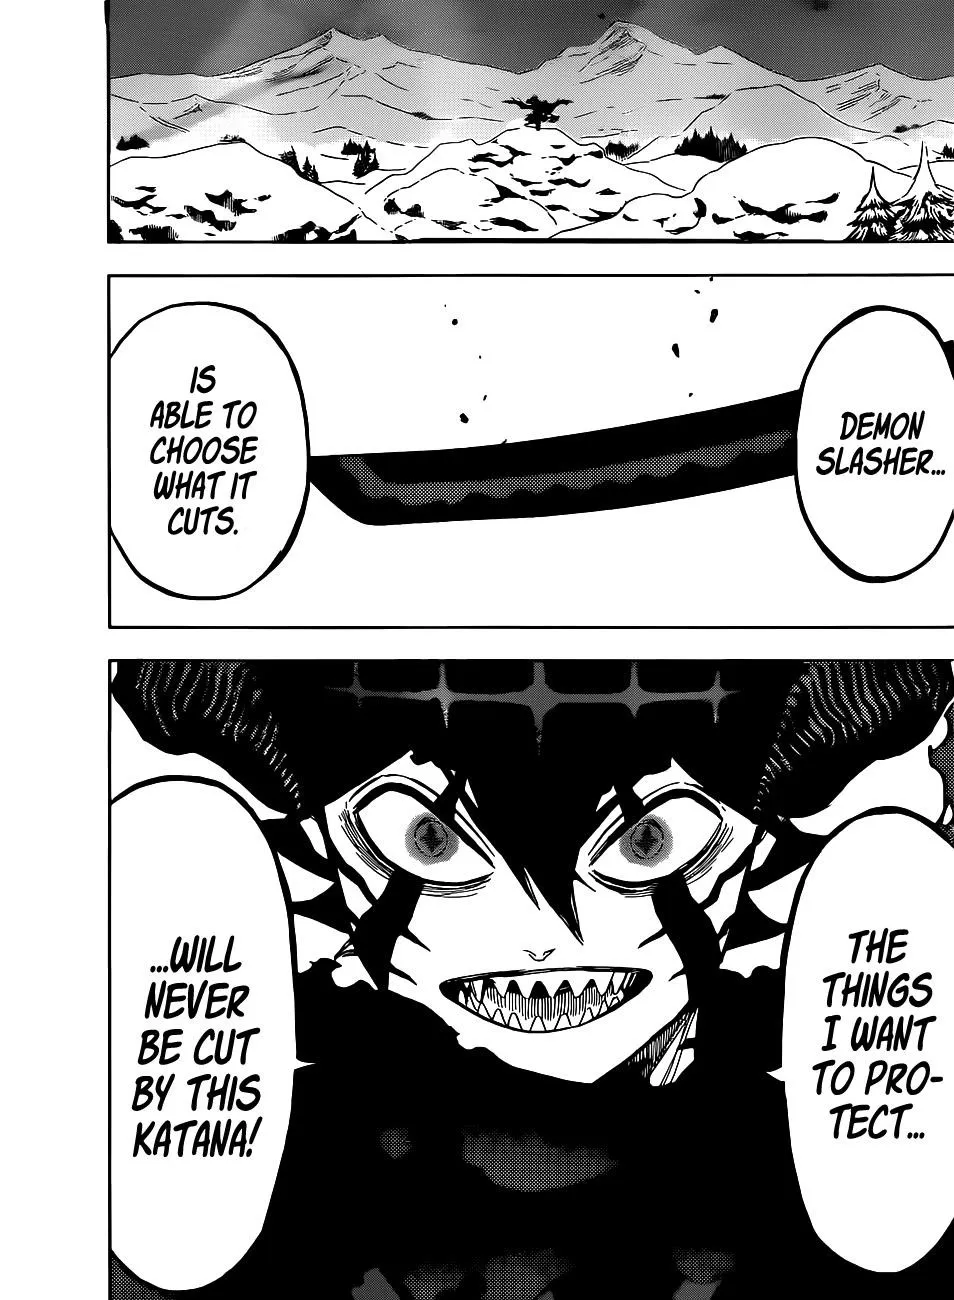 DEMON
SLASHER...
IS
ABLE TO
CHOOSE
WHAT IT
CUTS.
THE
THINGS
I WANT
TO PRO-
TECT...
...WILL
NEVER
BE CUT
BY THIS
KATANA!